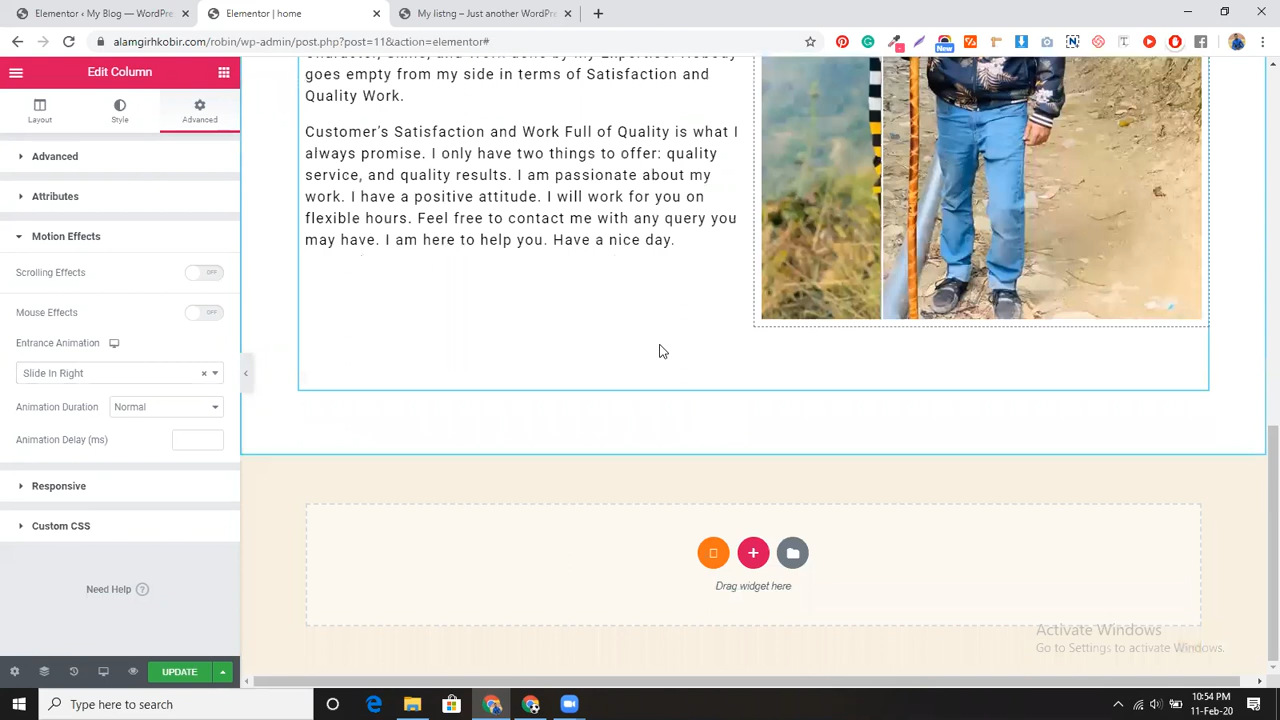 Elementor ‹ My Blog — WORDPRE
Elementor | home
My listng – Just another WordPre
alamgirhkobir.com/robin/wp-admin/post.php?post=11&action=elementor#
New
Edit Column
Layout
Style
Advanced
Advanced
Attributes
Motion Effects
Scrolling Effects
OFF
Mouse Effects
OFF
Entrance Animation
Slide In Right
Animation Duration
Normal
Animation Delay (ms)
Responsive
Custom CSS
Need Help
UPDATE
goes empty from my side in terms of Satisfaction and
Quality Work.
Customer's Satisfaction and Work Full of Quality is what I
always promise. I only have two things to offer: quality
service, and quality results. I am passionate about my
work. I have a positive attitude. I will work for you on
flexible hours. Feel free to contact me with any query you
may have. I am here to help you. Have a nice day.
Drag widget here
Activate Windows
Go to Settings to activate Windows.
Type here to search
10:54 PM
11-Feb-20